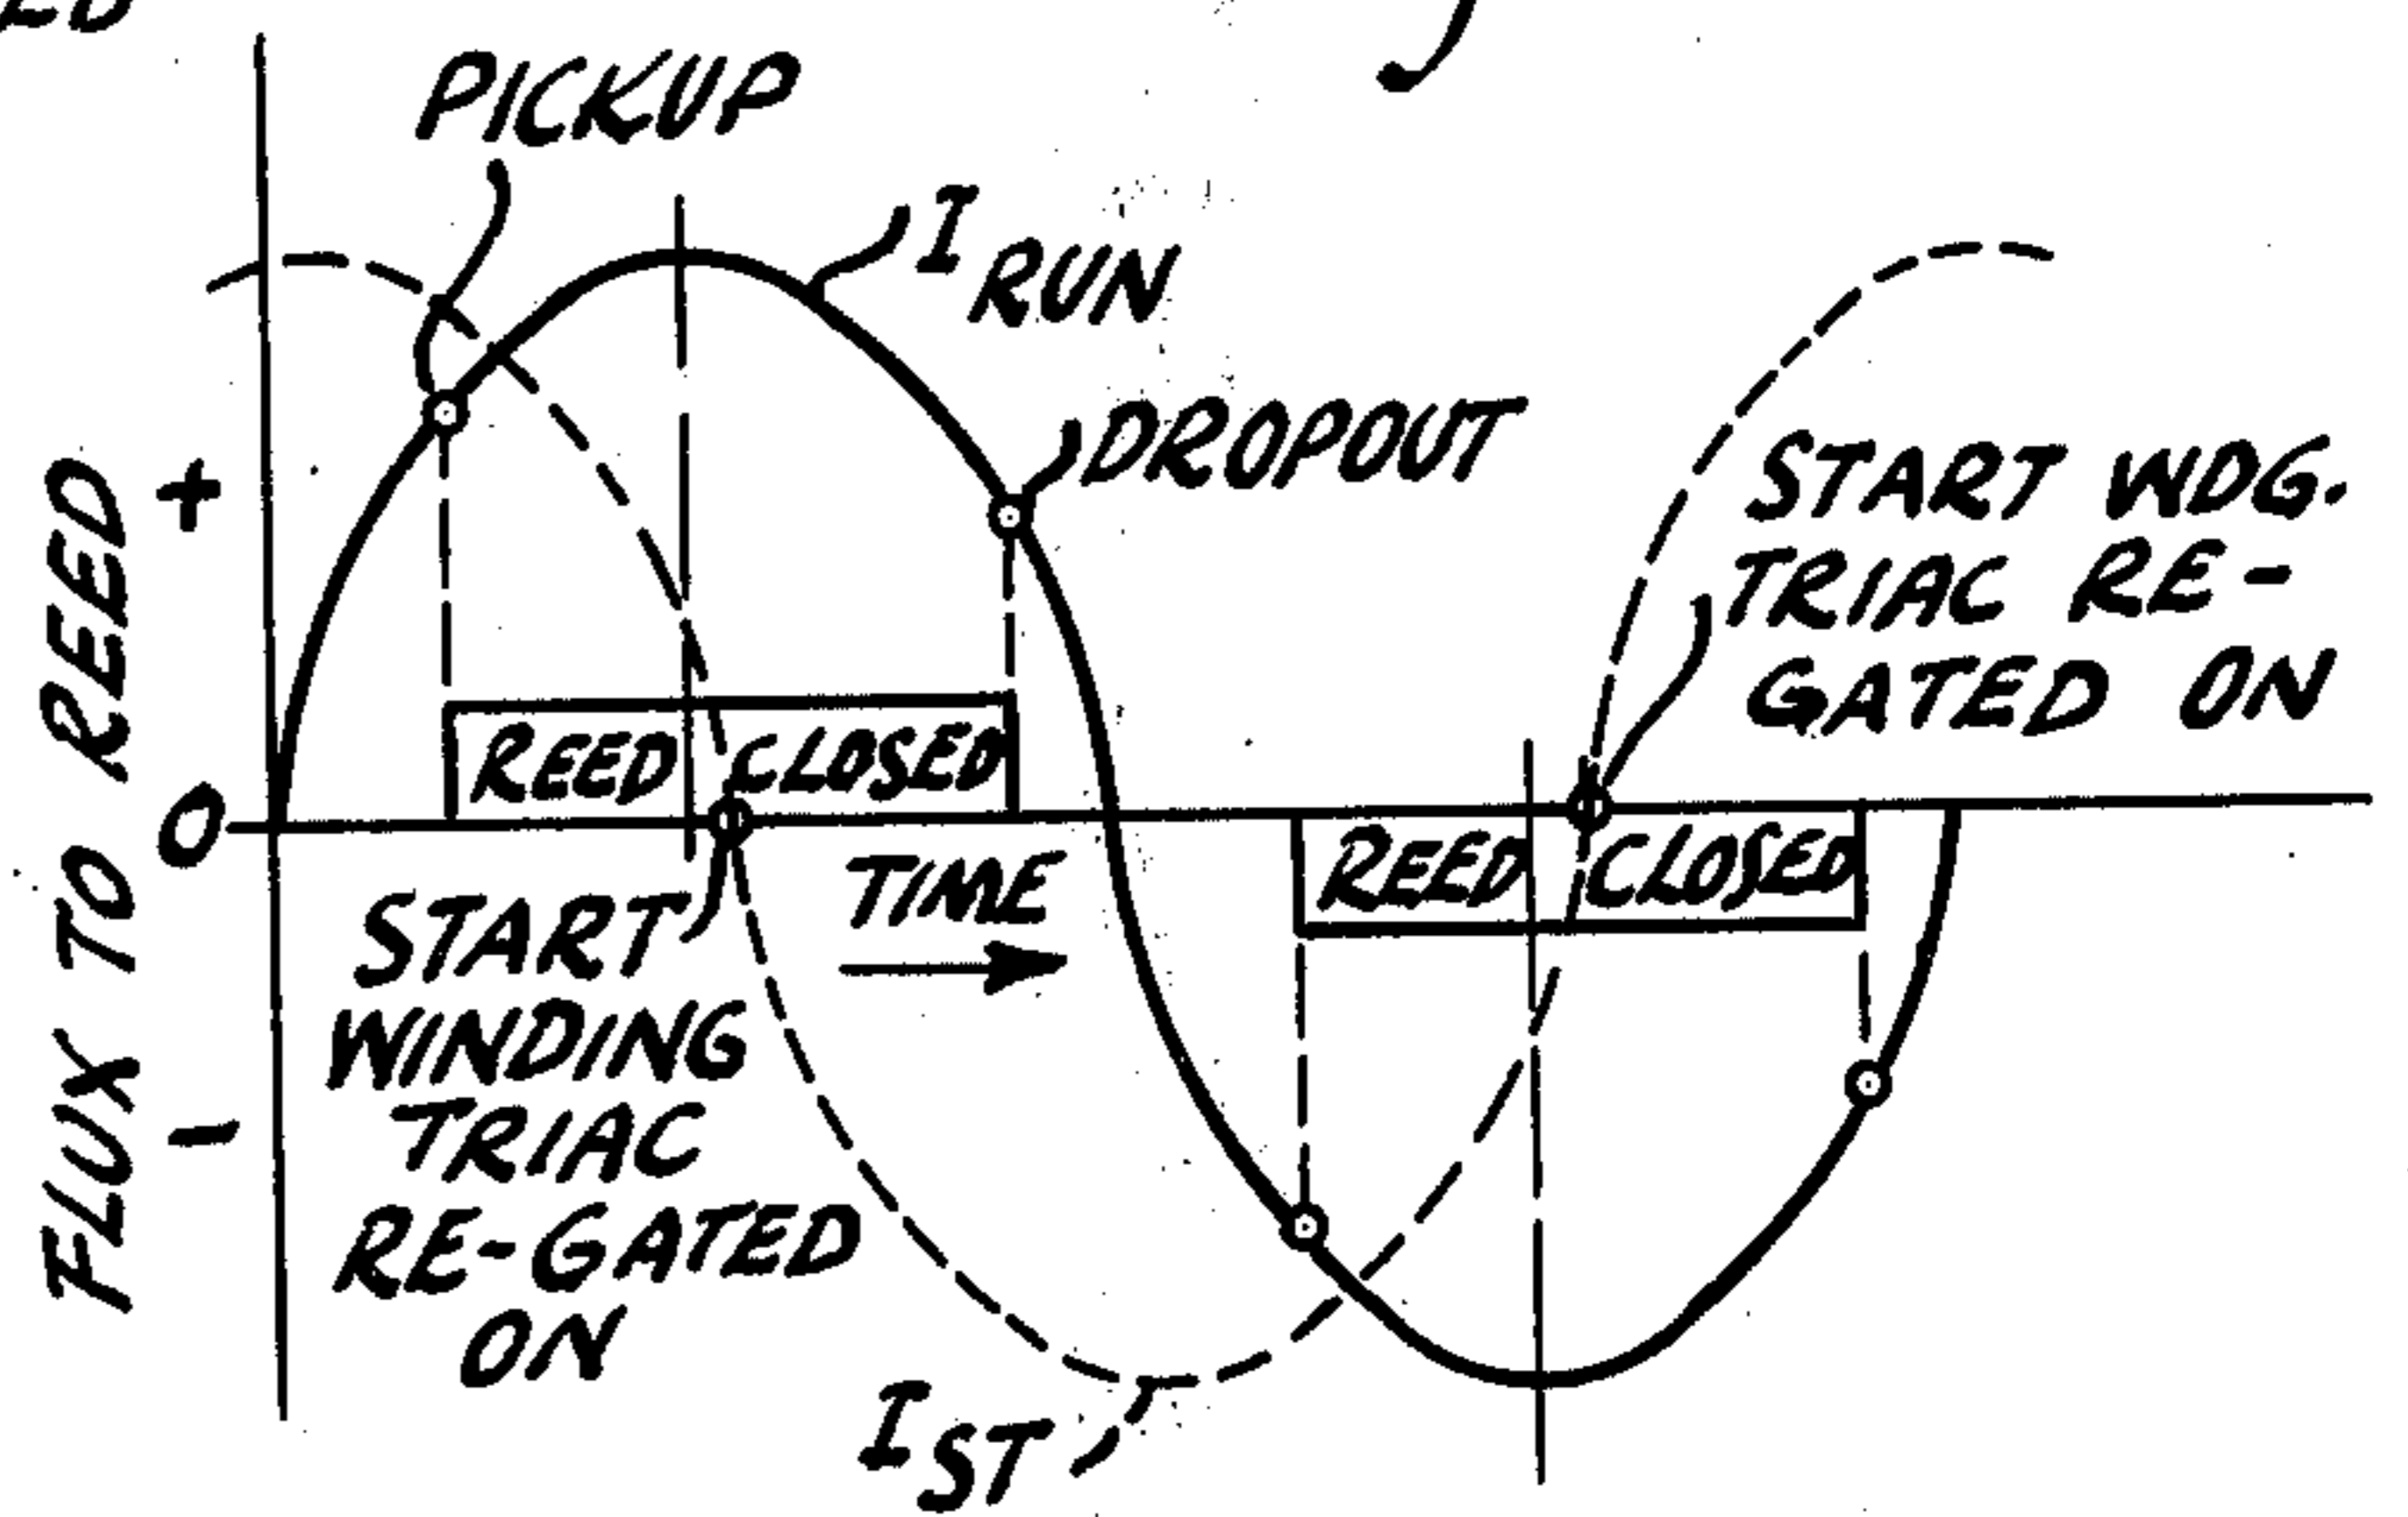 PICKUP
I RUN
DROPOUT
START WDG.
TRIAC RE-
GATED ON
FLUX TO REED
+
0
-
REED CLOSED
REED CLOSED
TIME
START
WINDING
TRIAC
RE-GATED
ON
I ST